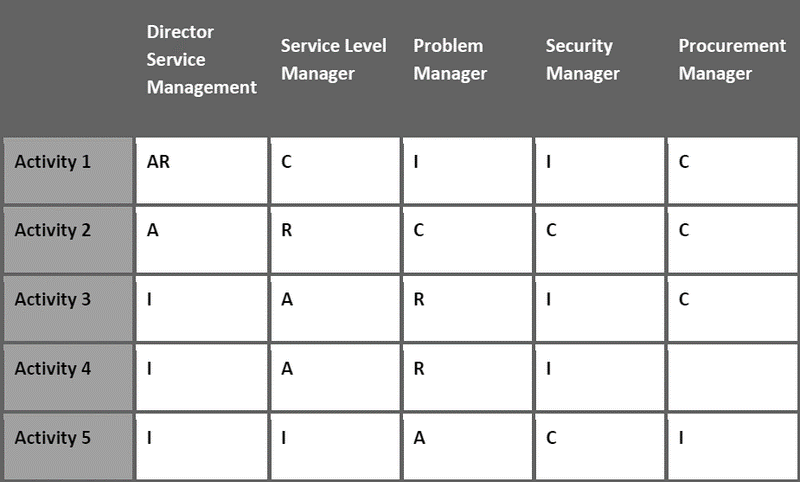 Director
Service
Management
Service Level
Manager
Problem
Manager
Security
Manager
Procurement
Manager
Activity 1 AR C I I C
Activity 2 A R C C C
Activity 3 I A R I C
Activity 4 I A R I
Activity 5 I I A C I